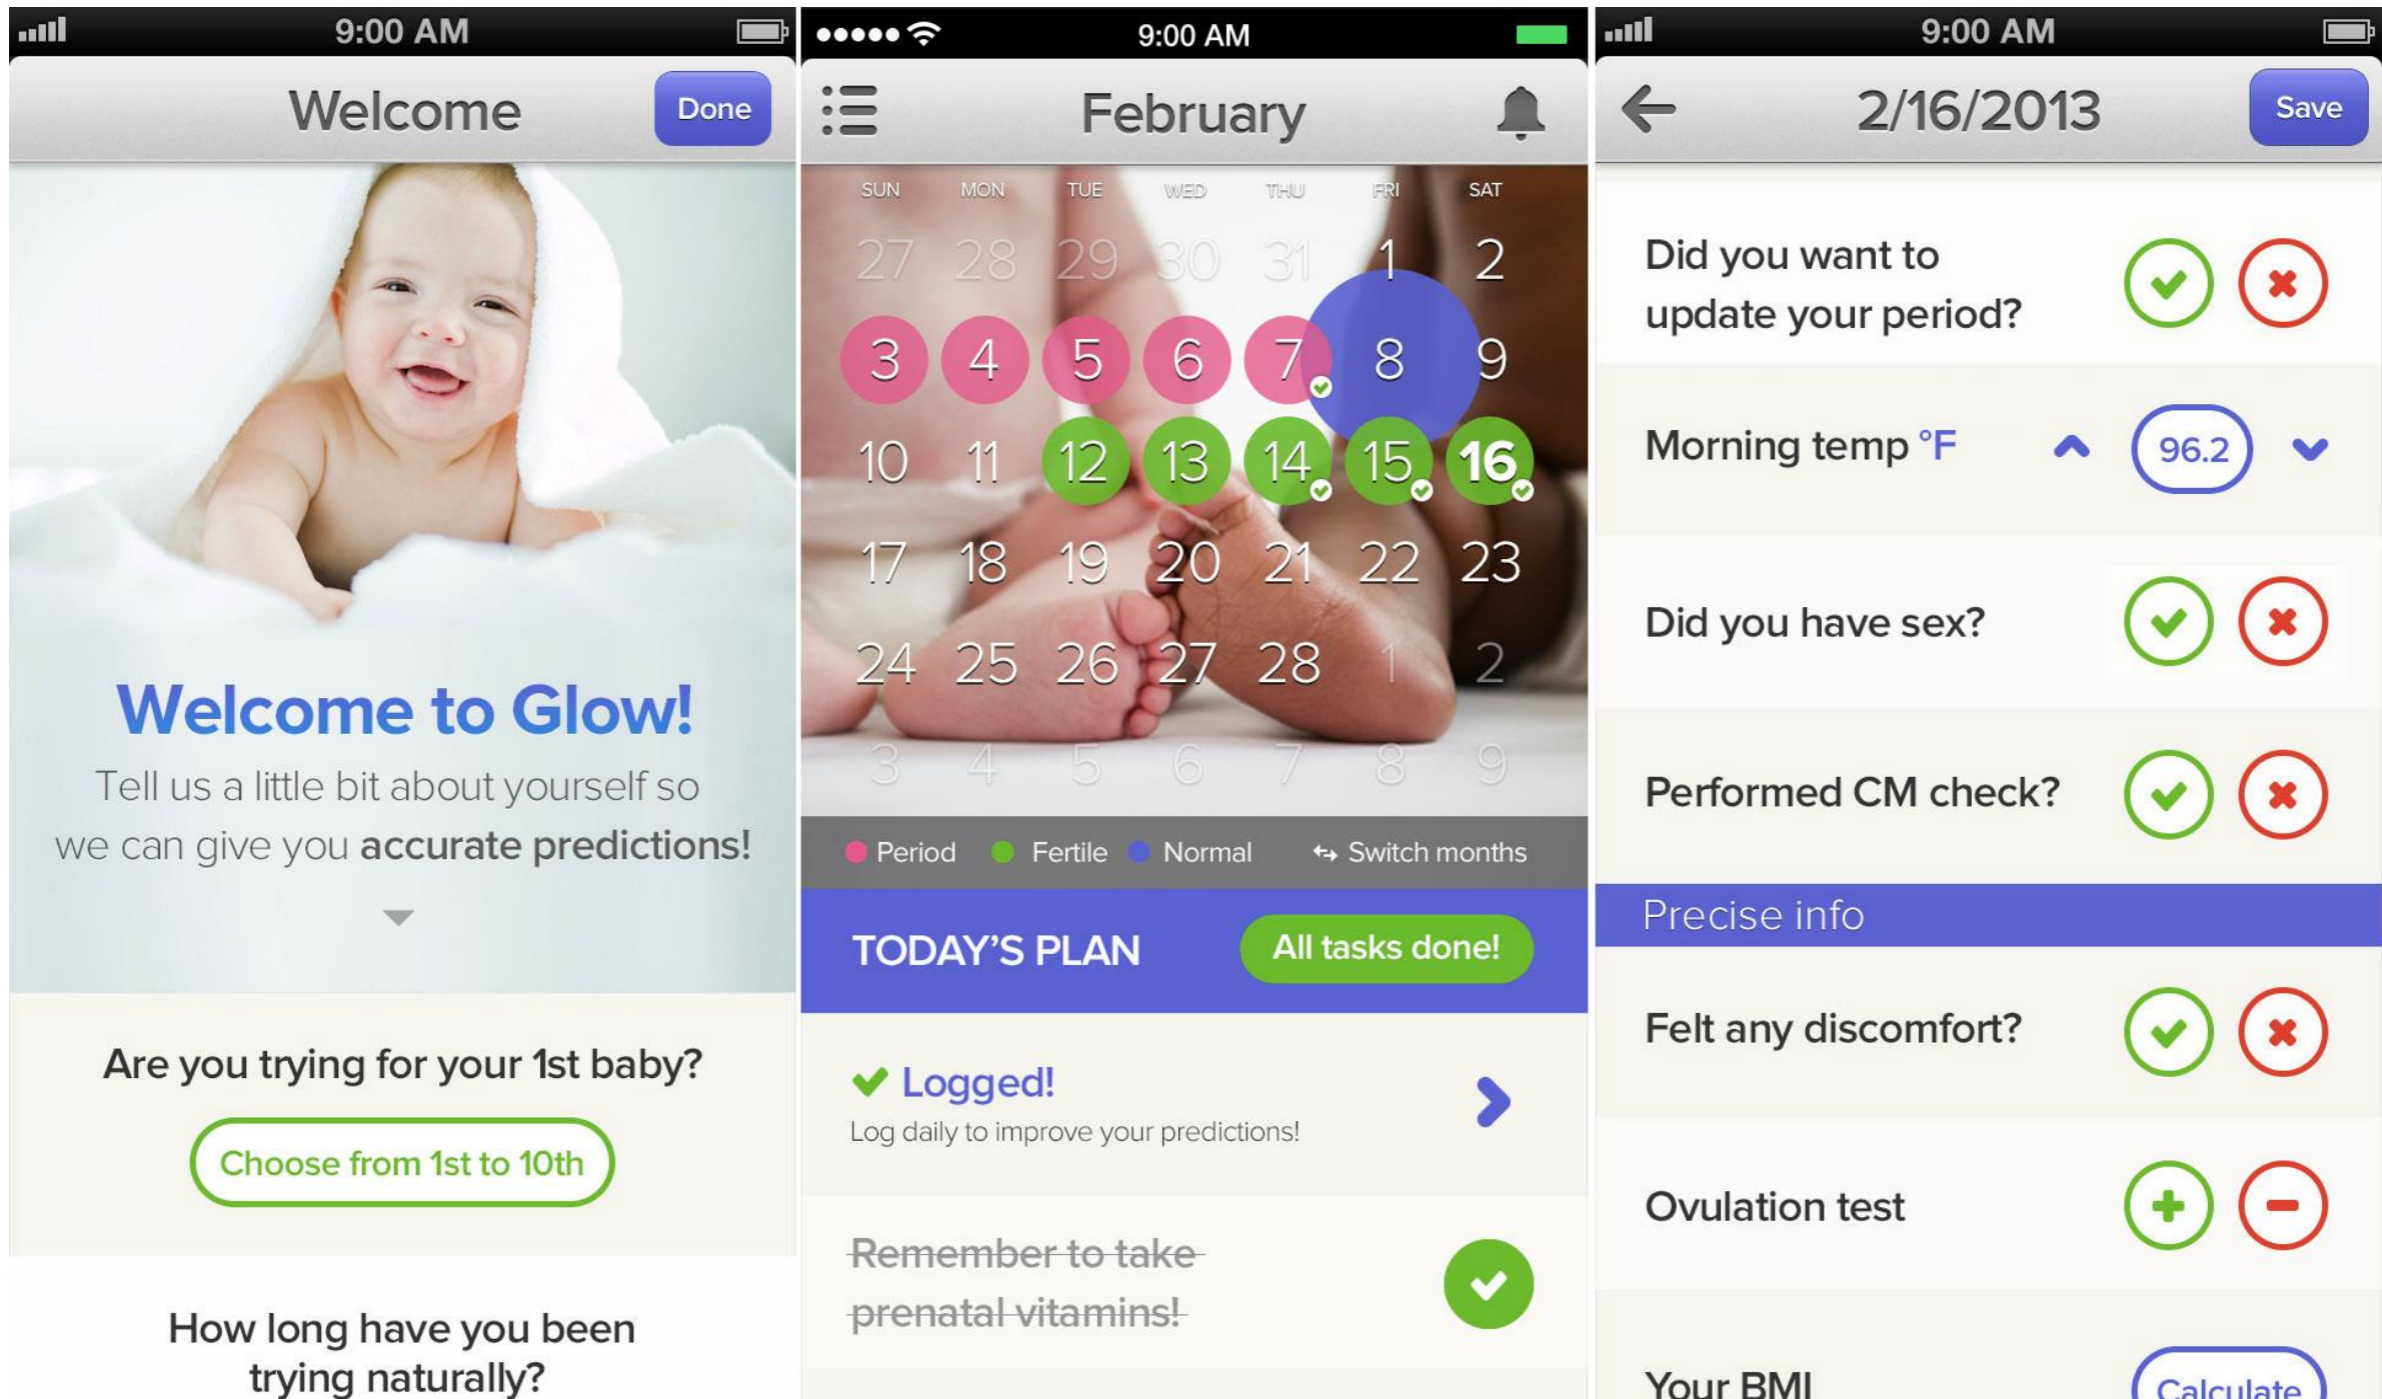 9:00 AM
Welcome
Done
Welcome to Glow!
Tell us a little bit about yourself so
we can give you accurate predictions!
Are you trying for your 1st baby?
Choose from 1st to 10th
How long have you been
trying naturally?
9:00 AM
February
SUN MON TUE WED THU FRI SAT
27 28 29 30 31 1 2
3 4 5 6 7 8 9
10 11 12 13 14 15 16
17 18 19 20 21 22 23
24 25 26 27 28 1 2
3 4 5 6 7 8 9
Period Fertile Normal Switch months
TODAY'S PLAN All tasks done!
Logged!
Log daily to improve your predictions!
Remember to take
prenatal vitamins!
9:00 AM
2/16/2013
Save
Did you want to
update your period?
Morning temp °F 96.2
Did you have sex?
Performed CM check?
Precise info
Felt any discomfort?
Ovulation test
Your BMI Calculate